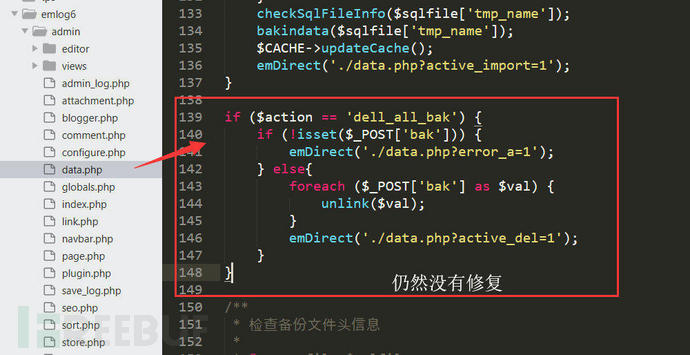 emlog6
admin
editor
views
admin_log.php
attachment.php
blogger.php
comment.php
configure.php
data.php
globals.php
index.php
link.php
navbar.php
page.php
plugin.php
save_log.php
seo.php
sort.php
store.php
133 checkSqlFileInfo($sqlfile['tmp_name']);
134 bakindata($sqlfile['tmp_name']);
135 $CACHE->updateCache();
136 emDirect('./data.php?active_import=1');
137 }
138
139 if ($action == 'dell_all_bak') {
140 if (!isset($_POST['bak'])) {
141 emDirect('./data.php?error_a=1');
142 } else{
143 foreach ($_POST['bak'] as $val) {
144 unlink($val);
145 }
146 emDirect('./data.php?active_del=1');
147 }
148 }
仍然没有修复
149
150 /**
151 * 检查备份文件头信息
152 *
REEBUF